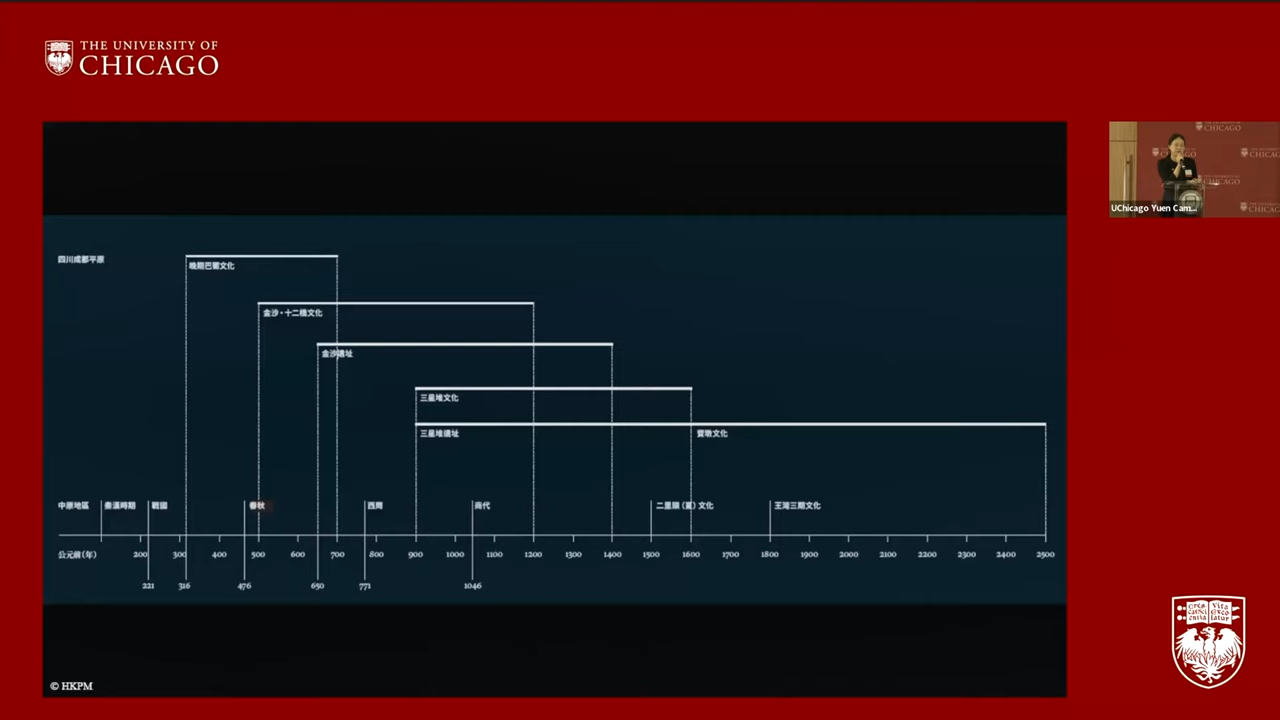 THE UNIVERSITY OF
CHICAGO
UChicago Yuen Cam...
四川成都平原
晚期巴蜀文化
金沙·十二橋文化
金沙遺址
三星堆文化
三星堆遺址
寶墩文化
中原地區
秦漢時期
戰國
春秋
西周
商代
二里頭(夏)文化
王灣三期文化
公元前(年)
200 300 400 500 600 700 800 900 1000 1100 1200 1300 1400 1500 1600 1700 1800 1900 2000 2100 2200 2300 2400 2500
221 316 476 650 771 1046
© HKPM